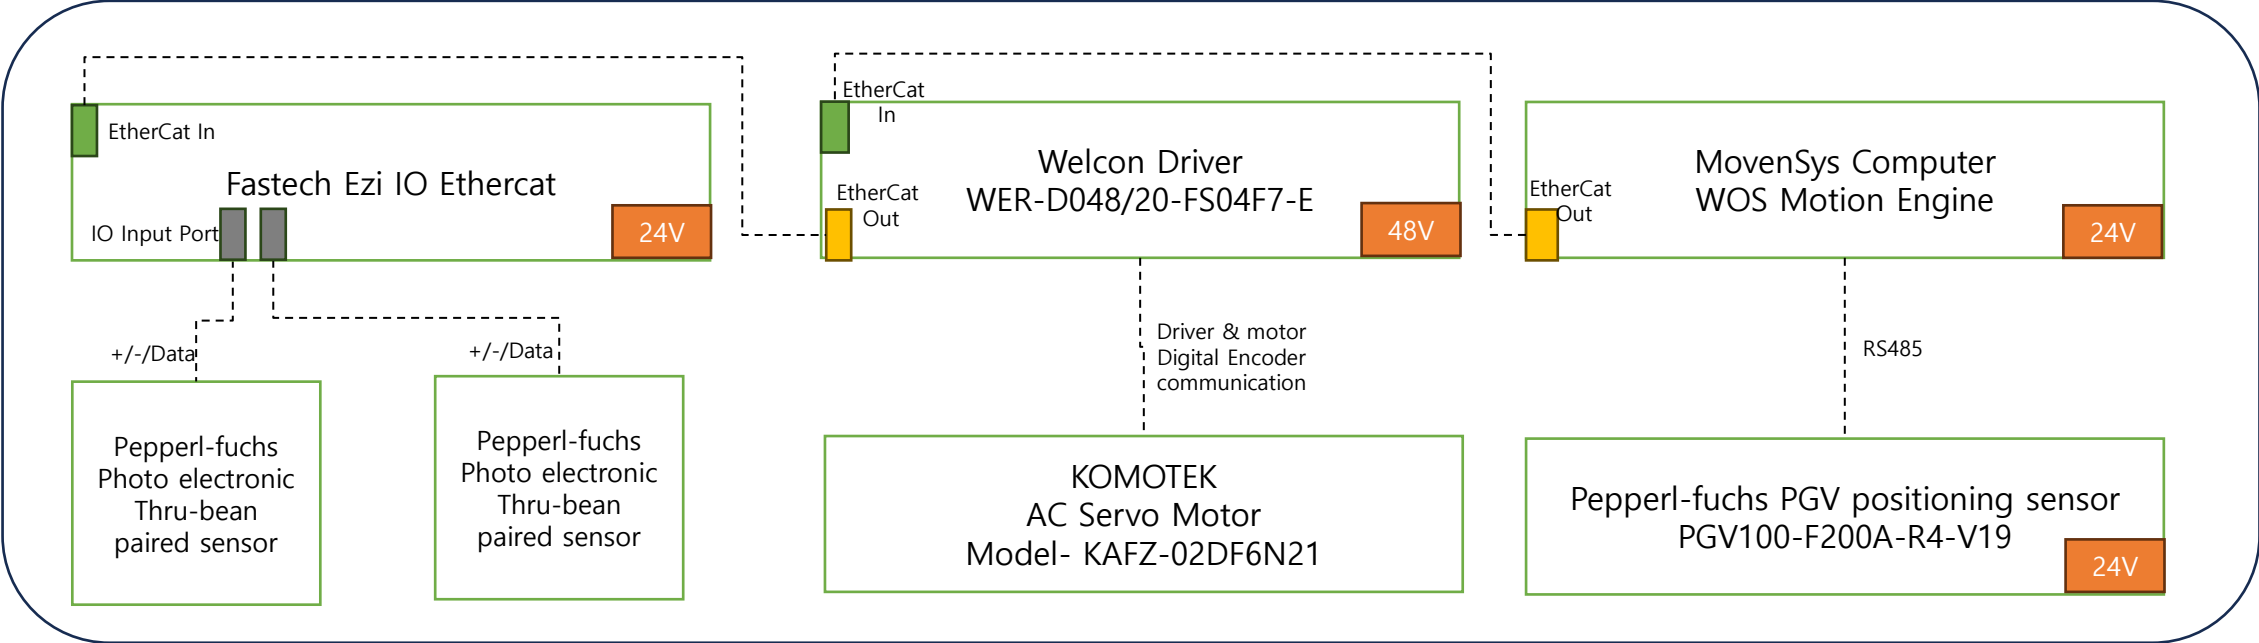 EtherCat In
Fastech Ezi IO Ethercat
IO Input Port
24V
EtherCat
In
Welcon Driver
WER-D048/20-FS04F7-E
EtherCat
Out
48V
MovenSys Computer
WOS Motion Engine
EtherCat
Out
24V
+/-/Data
+/-/Data
Driver & motor
Digital Encoder
communication
RS485
Pepperl-fuchs
Photo electronic
Thru-bean
paired sensor
Pepperl-fuchs
Photo electronic
Thru-bean
paired sensor
KOMOTEK
AC Servo Motor
Model- KAFZ-02DF6N21
Pepperl-fuchs PGV positioning sensor
PGV100-F200A-R4-V19
24V